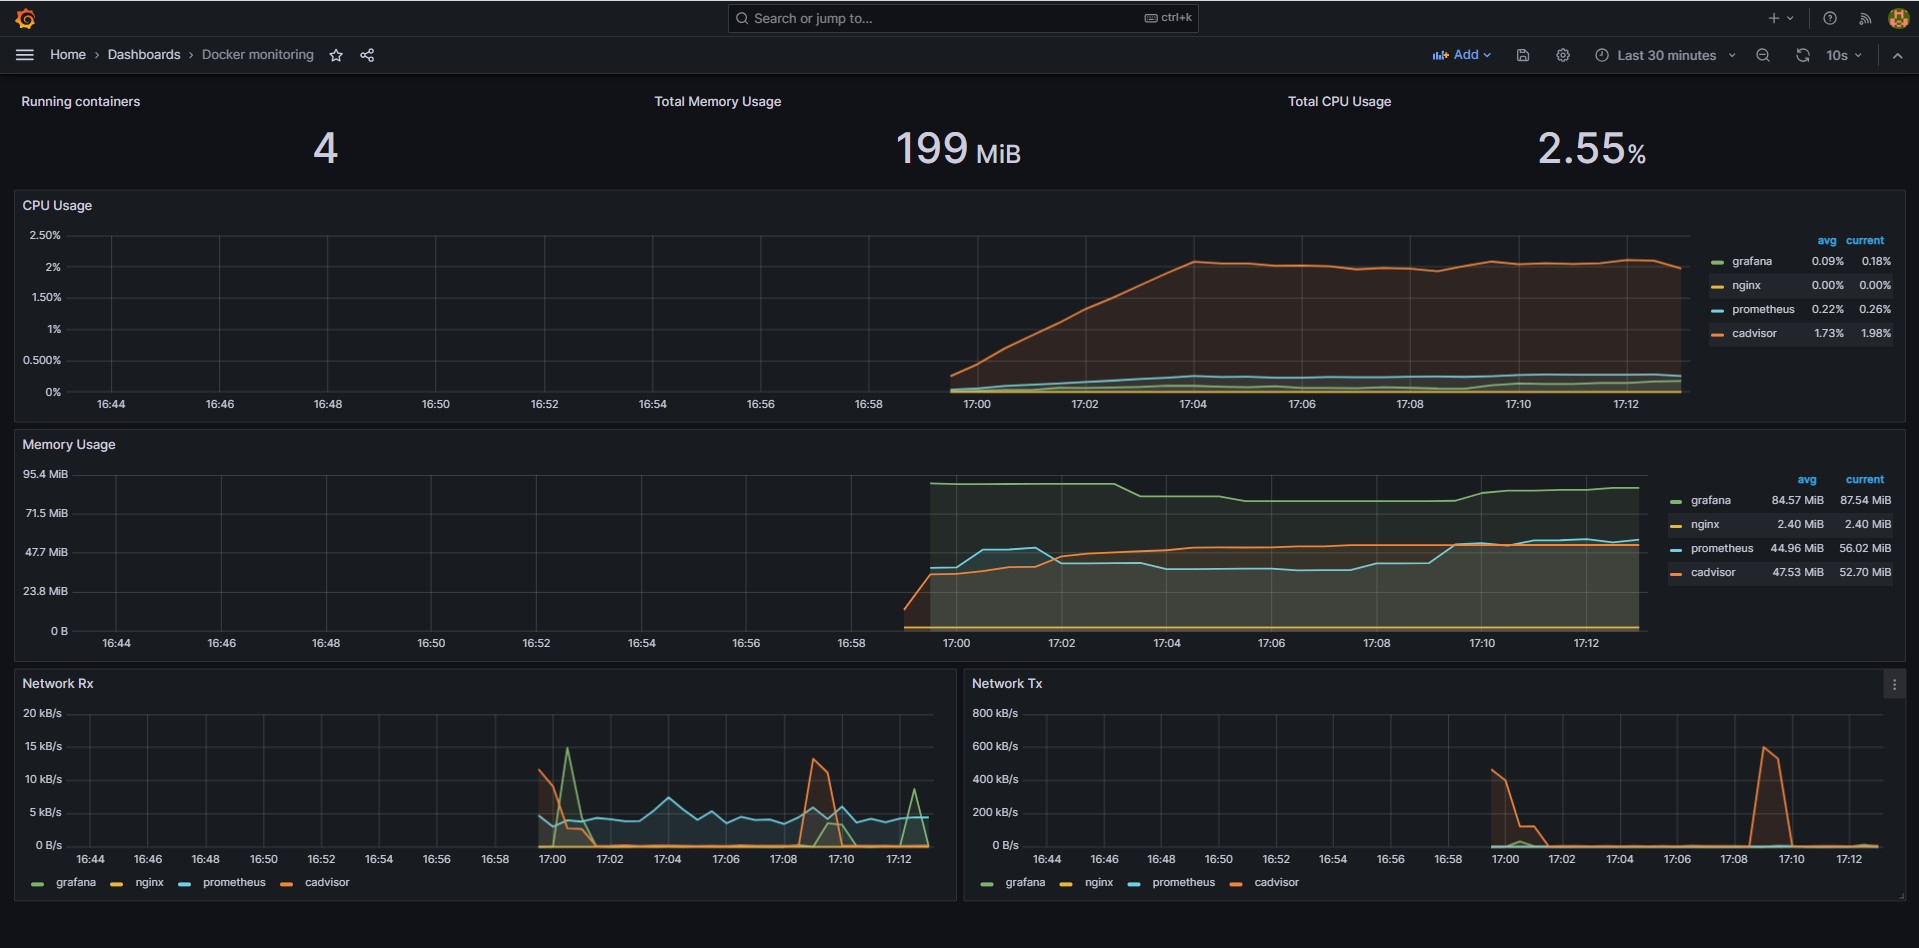 Search or jump to... ctrl+k
Home › Dashboards › Docker monitoring Add Last 30 minutes 10s
Running containers
4
Total Memory Usage
199 MiB
Total CPU Usage
2.55%
CPU Usage
2.50%
2%
1.50%
1%
0.500%
0%
16:44 16:46 16:48 16:50 16:52 16:54 16:56 16:58 17:00 17:02 17:04 17:06 17:08 17:10 17:12
avg current
grafana 0.09% 0.18%
nginx 0.00% 0.00%
prometheus 0.22% 0.26%
cadvisor 1.73% 1.98%
Memory Usage
95.4 MiB
71.5 MiB
47.7 MiB
23.8 MiB
0 B
16:44 16:46 16:48 16:50 16:52 16:54 16:56 16:58 17:00 17:02 17:04 17:06 17:08 17:10 17:12
avg current
grafana 84.57 MiB 87.54 MiB
nginx 2.40 MiB 2.40 MiB
prometheus 44.96 MiB 56.02 MiB
cadvisor 47.53 MiB 52.70 MiB
Network Rx
20 kB/s
15 kB/s
10 kB/s
5 kB/s
0 B/s
16:44 16:46 16:48 16:50 16:52 16:54 16:56 16:58 17:00 17:02 17:04 17:06 17:08 17:10 17:12
grafana nginx prometheus cadvisor
Network Tx
800 kB/s
600 kB/s
400 kB/s
200 kB/s
0 B/s
16:44 16:46 16:48 16:50 16:52 16:54 16:56 16:58 17:00 17:02 17:04 17:06 17:08 17:10 17:12
grafana nginx prometheus cadvisor